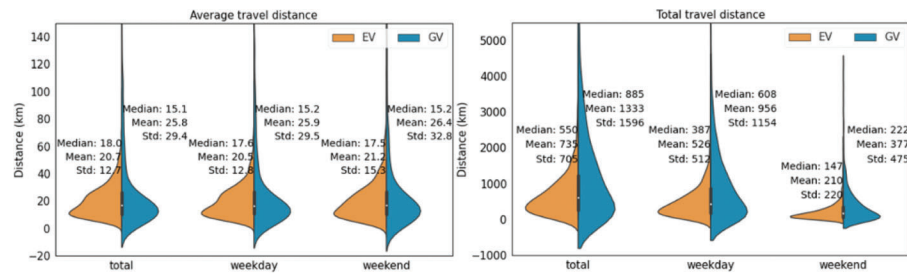 Average travel distance
EV GV
Distance (km)
140
120
100
80
60
40
20
0
−20
Median: 18.0
Mean: 20.7
Std: 12.7
Median: 15.1
Mean: 25.8
Std: 29.4
Median: 17.6
Mean: 20.5
Std: 12.8
Median: 15.2
Mean: 25.9
Std: 29.5
Median: 17.5
Mean: 21.2
Std: 15.3
Median: 15.2
Mean: 26.4
Std: 32.8
total weekday weekend
Total travel distance
EV GV
Distance (km)
5000
4000
3000
2000
1000
0
−1000
Median: 550
Mean: 735
Std: 705
Median: 885
Mean: 1333
Std: 1596
Median: 387
Mean: 526
Std: 512
Median: 608
Mean: 956
Std: 1154
Median: 147
Mean: 210
Std: 220
Median: 222
Mean: 377
Std: 475
total weekday weekend